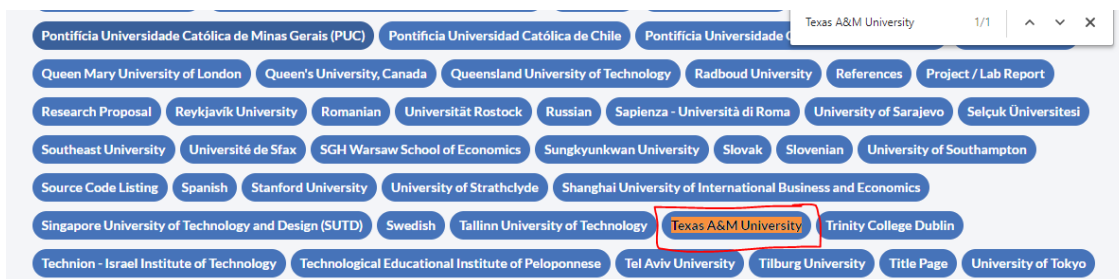 Texas A&M University 1/1
Pontifícia Universidade Católica de Minas Gerais (PUC) Pontificia Universidad Católica de Chile Pontifícia Universidade
Queen Mary University of London Queen's University, Canada Queensland University of Technology Radboud University References Project / Lab Report
Research Proposal Reykjavík University Romanian Universität Rostock Russian Sapienza - Università di Roma University of Sarajevo Selçuk Üniversitesi
Southeast University Université de Sfax SGH Warsaw School of Economics Sungkyunkwan University Slovak Slovenian University of Southampton
Source Code Listing Spanish Stanford University University of Strathclyde Shanghai University of International Business and Economics
Singapore University of Technology and Design (SUTD) Swedish Tallinn University of Technology Texas A&M University Trinity College Dublin
Technion - Israel Institute of Technology Technological Educational Institute of Peloponnese Tel Aviv University Tilburg University Title Page University of Tokyo